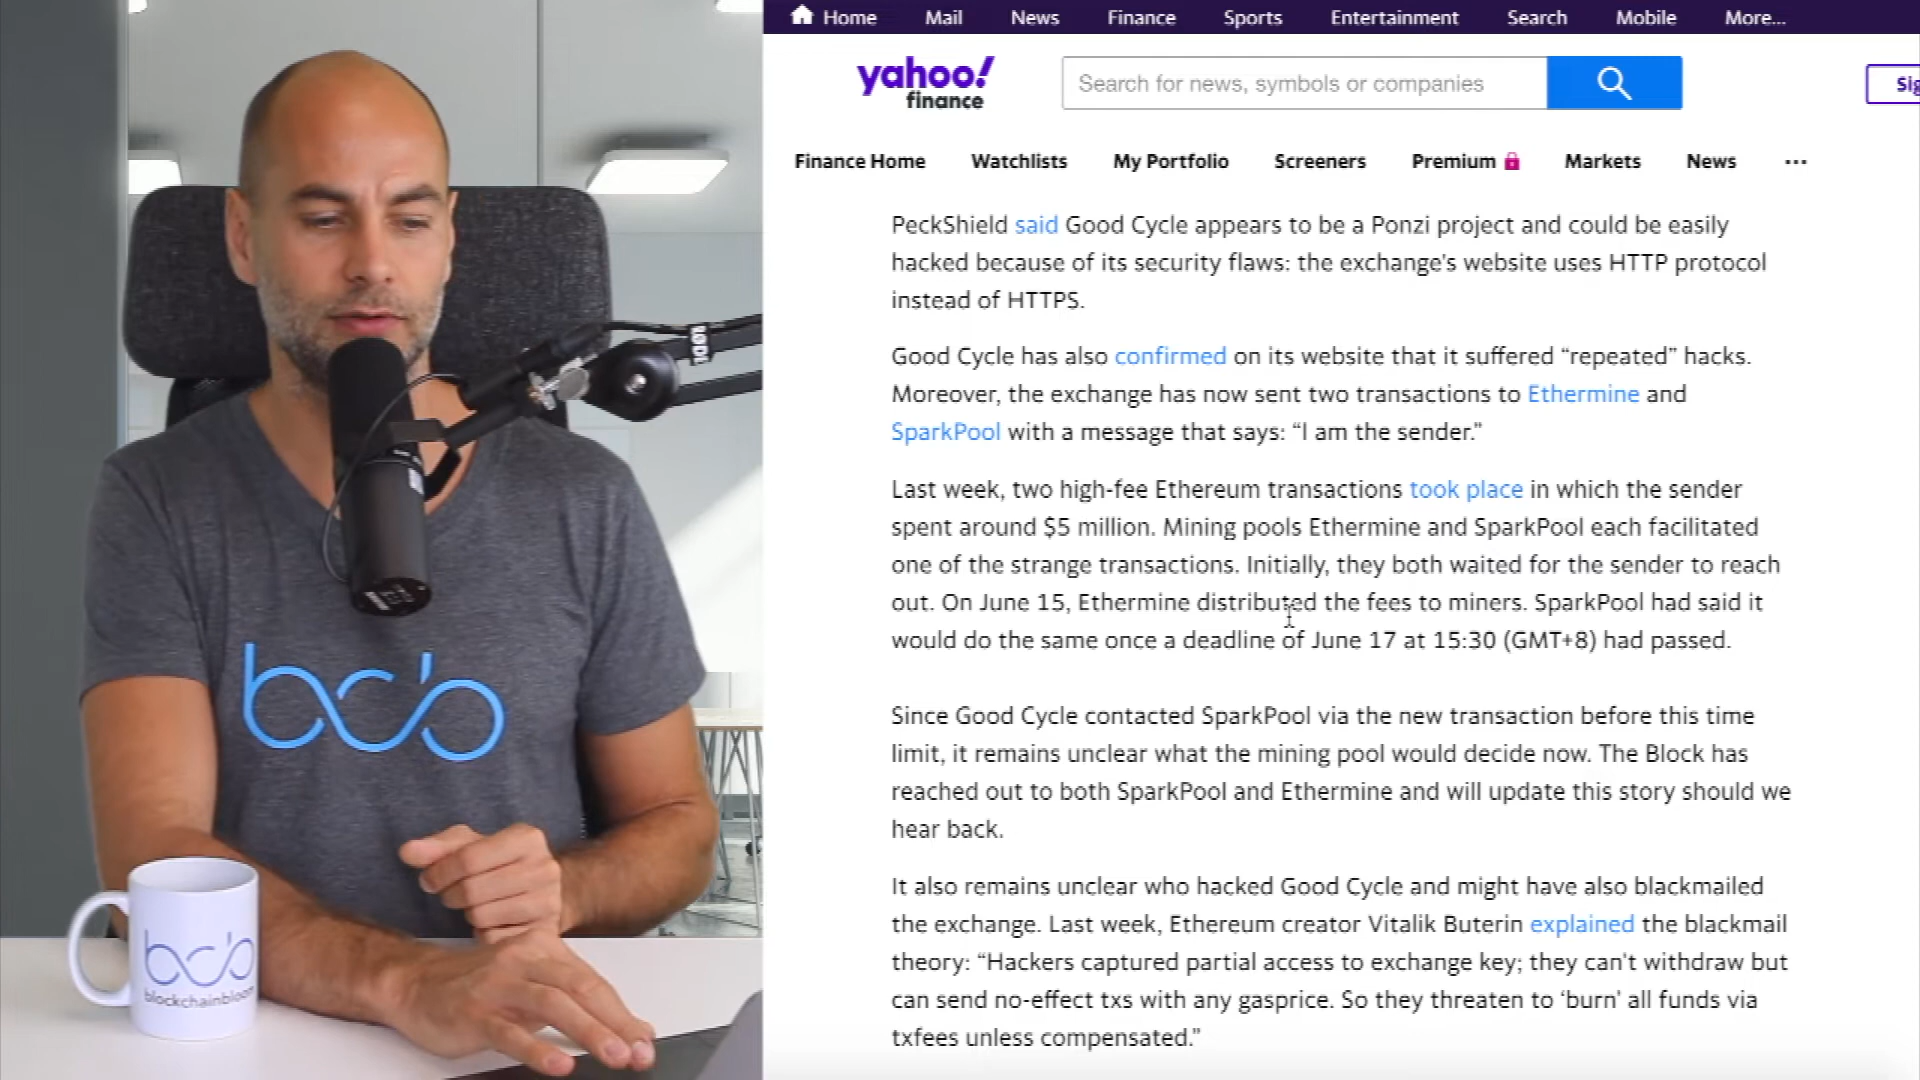 Home Mail News Finance Sports Entertainment Search Mobile More...
yahoo!
finance
Search for news, symbols or companies
Finance Home Watchlists My Portfolio Screeners Premium Markets News ...
PeckShield said Good Cycle appears to be a Ponzi project and could be easily
hacked because of its security flaws: the exchange's website uses HTTP protocol
instead of HTTPS.
Good Cycle has also confirmed on its website that it suffered “repeated” hacks.
Moreover, the exchange has now sent two transactions to Ethermine and
SparkPool with a message that says: “I am the sender.”
Last week, two high-fee Ethereum transactions took place in which the sender
spent around $5 million. Mining pools Ethermine and SparkPool each facilitated
one of the strange transactions. Initially, they both waited for the sender to reach
out. On June 15, Ethermine distributed the fees to miners. SparkPool had said it
would do the same once a deadline of June 17 at 15:30 (GMT+8) had passed.
Since Good Cycle contacted SparkPool via the new transaction before this time
limit, it remains unclear what the mining pool would decide now. The Block has
reached out to both SparkPool and Ethermine and will update this story should we
hear back.
It also remains unclear who hacked Good Cycle and might have also blackmailed
the exchange. Last week, Ethereum creator Vitalik Buterin explained the blackmail
theory: “Hackers captured partial access to exchange key; they can't withdraw but
can send no-effect txs with any gasprice. So they threaten to ‘burn’ all funds via
txfees unless compensated.”
RØDE
bcb
bcb
blockchainbloom